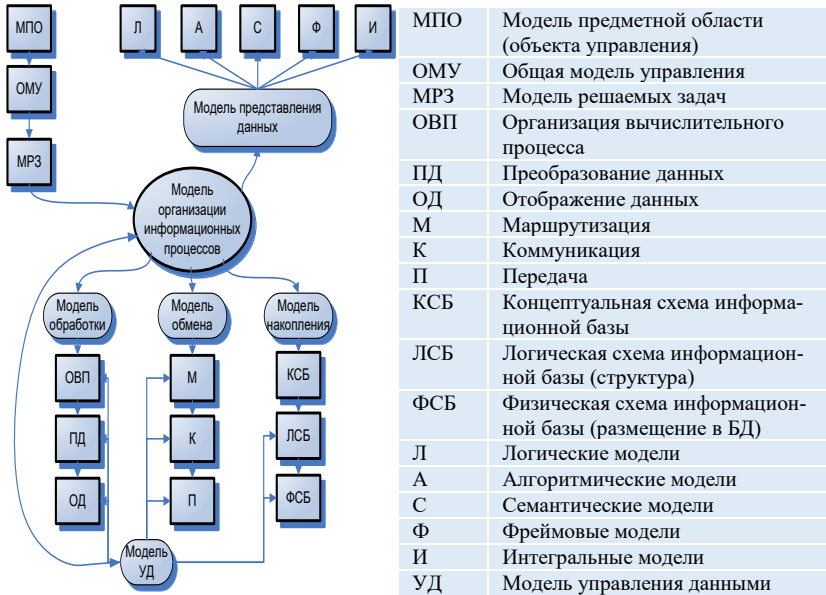 МПО
ОМУ
МРЗ
Л
А
С
Ф
И
Модель представления
данных
Модель
организации
информационных
процессов
Модель
обработки
Модель
обмена
Модель
накопления
ОВП
ПД
ОД
М
К
П
КСБ
ЛСБ
ФСБ
Модель
УД
МПО Модель предметной области
(объекта управления)
ОМУ Общая модель управления
МРЗ Модель решаемых задач
ОВП Организация вычислительного
процесса
ПД Преобразование данных
ОД Отображение данных
М Маршрутизация
К Коммуникация
П Передача
КСБ Концептуальная схема информа-
ционной базы
ЛСБ Логическая схема информацион-
ной базы (структура)
ФСБ Физическая схема информацион-
ной базы (размещение в БД)
Л Логические модели
А Алгоритмические модели
С Семантические модели
Ф Фреймовые модели
И Интегральные модели
УД Модель управления данными